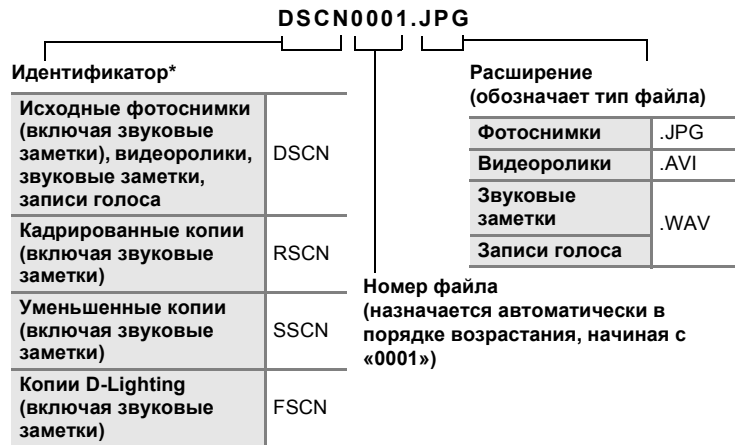 DSCN0001.JPG
Идентификатор*
Исходные фотоснимки
(включая звуковые
заметки), видеоролики,
звуковые заметки,
записи голоса
DSCN
Кадрированные копии
(включая звуковые
заметки)
RSCN
Уменьшенные копии
(включая звуковые
заметки)
SSCN
Копии D-Lighting
(включая звуковые
заметки)
FSCN
Номер файла
(назначается автоматически в
порядке возрастания, начиная с
«0001»)
Расширение
(обозначает тип файла)
Фотоснимки .JPG
Видеоролики .AVI
Звуковые
заметки
.WAV
Записи голоса